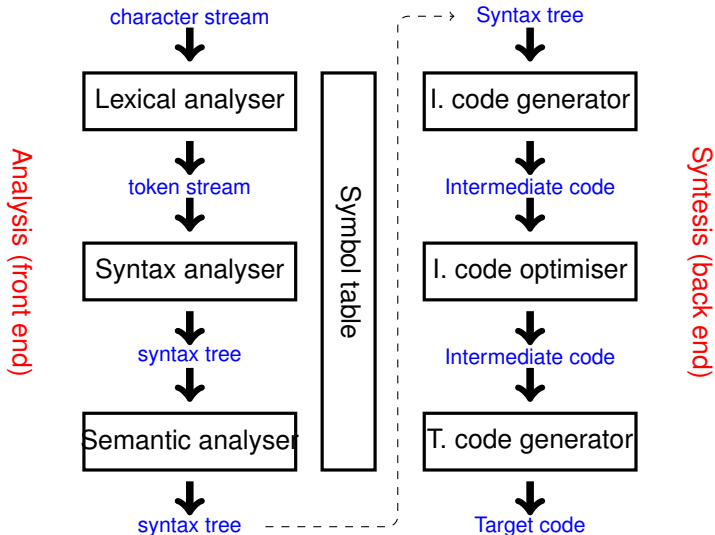 character stream
Lexical analyser
token stream
Syntax analyser
syntax tree
Semantic analyser
syntax tree
Analysis (front end)
Symbol table
Syntax tree
I. code generator
Intermediate code
I. code optimiser
Intermediate code
T. code generator
Target code
Syntesis (back end)